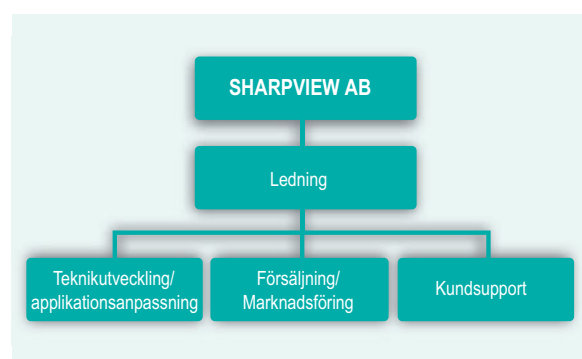 SHARPVIEW AB
Ledning
Teknikutveckling/
applikationsanpassning
Försäljning/
Marknadsföring
Kundsupport